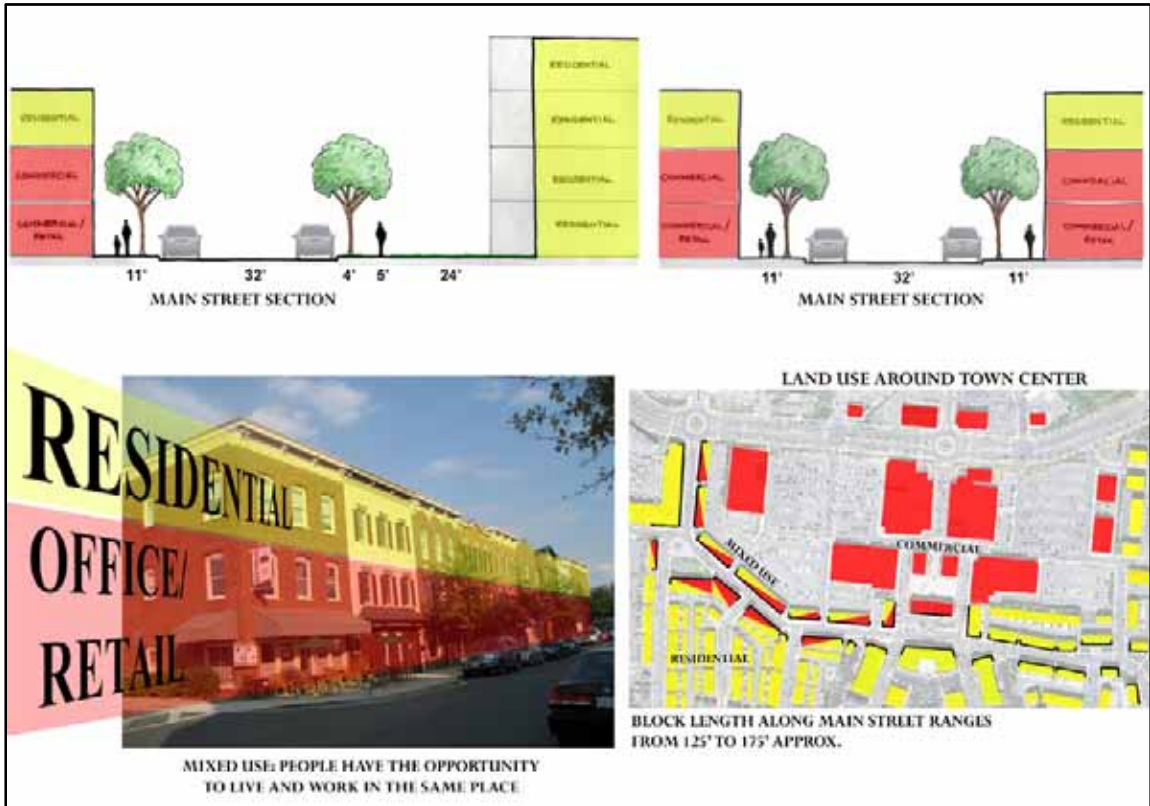 RESIDENTIAL
COMMERCIAL
COMMERCIAL/
RETAIL
RESIDENTIAL
RESIDENTIAL
RESIDENTIAL
RESIDENTIAL
11' 32' 4' 5' 24'
MAIN STREET SECTION
RESIDENTIAL
COMMERCIAL
COMMERCIAL/
RETAIL
RESIDENTIAL
COMMERCIAL
COMMERCIAL/
RETAIL
11' 32' 11'
MAIN STREET SECTION
RESIDENTIAL
OFFICE/
RETAIL
MIXED USE: PEOPLE HAVE THE OPPORTUNITY
TO LIVE AND WORK IN THE SAME PLACE
LAND USE AROUND TOWN CENTER
COMMERCIAL
MIXED USE
RESIDENTIAL
BLOCK LENGTH ALONG MAIN STREET RANGES
FROM 125' TO 175' APPROX.